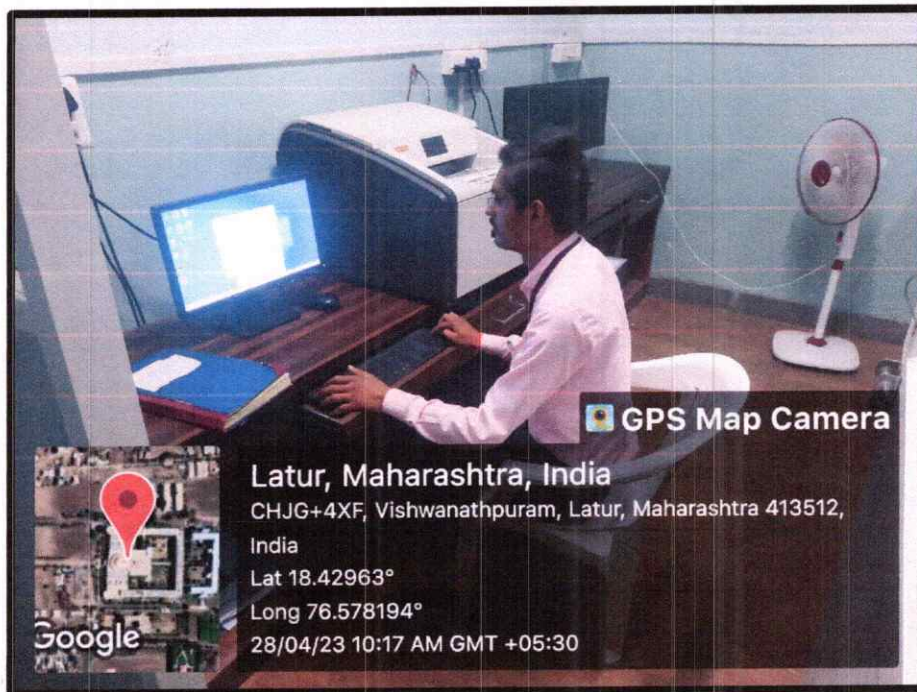 GPS Map Camera
Latur, Maharashtra, India
CHJG+4XF, Vishwanathpuram, Latur, Maharashtra 413512,
India
Lat 18.42963°
Long 76.578194°
28/04/23 10:17 AM GMT +05:30
Google